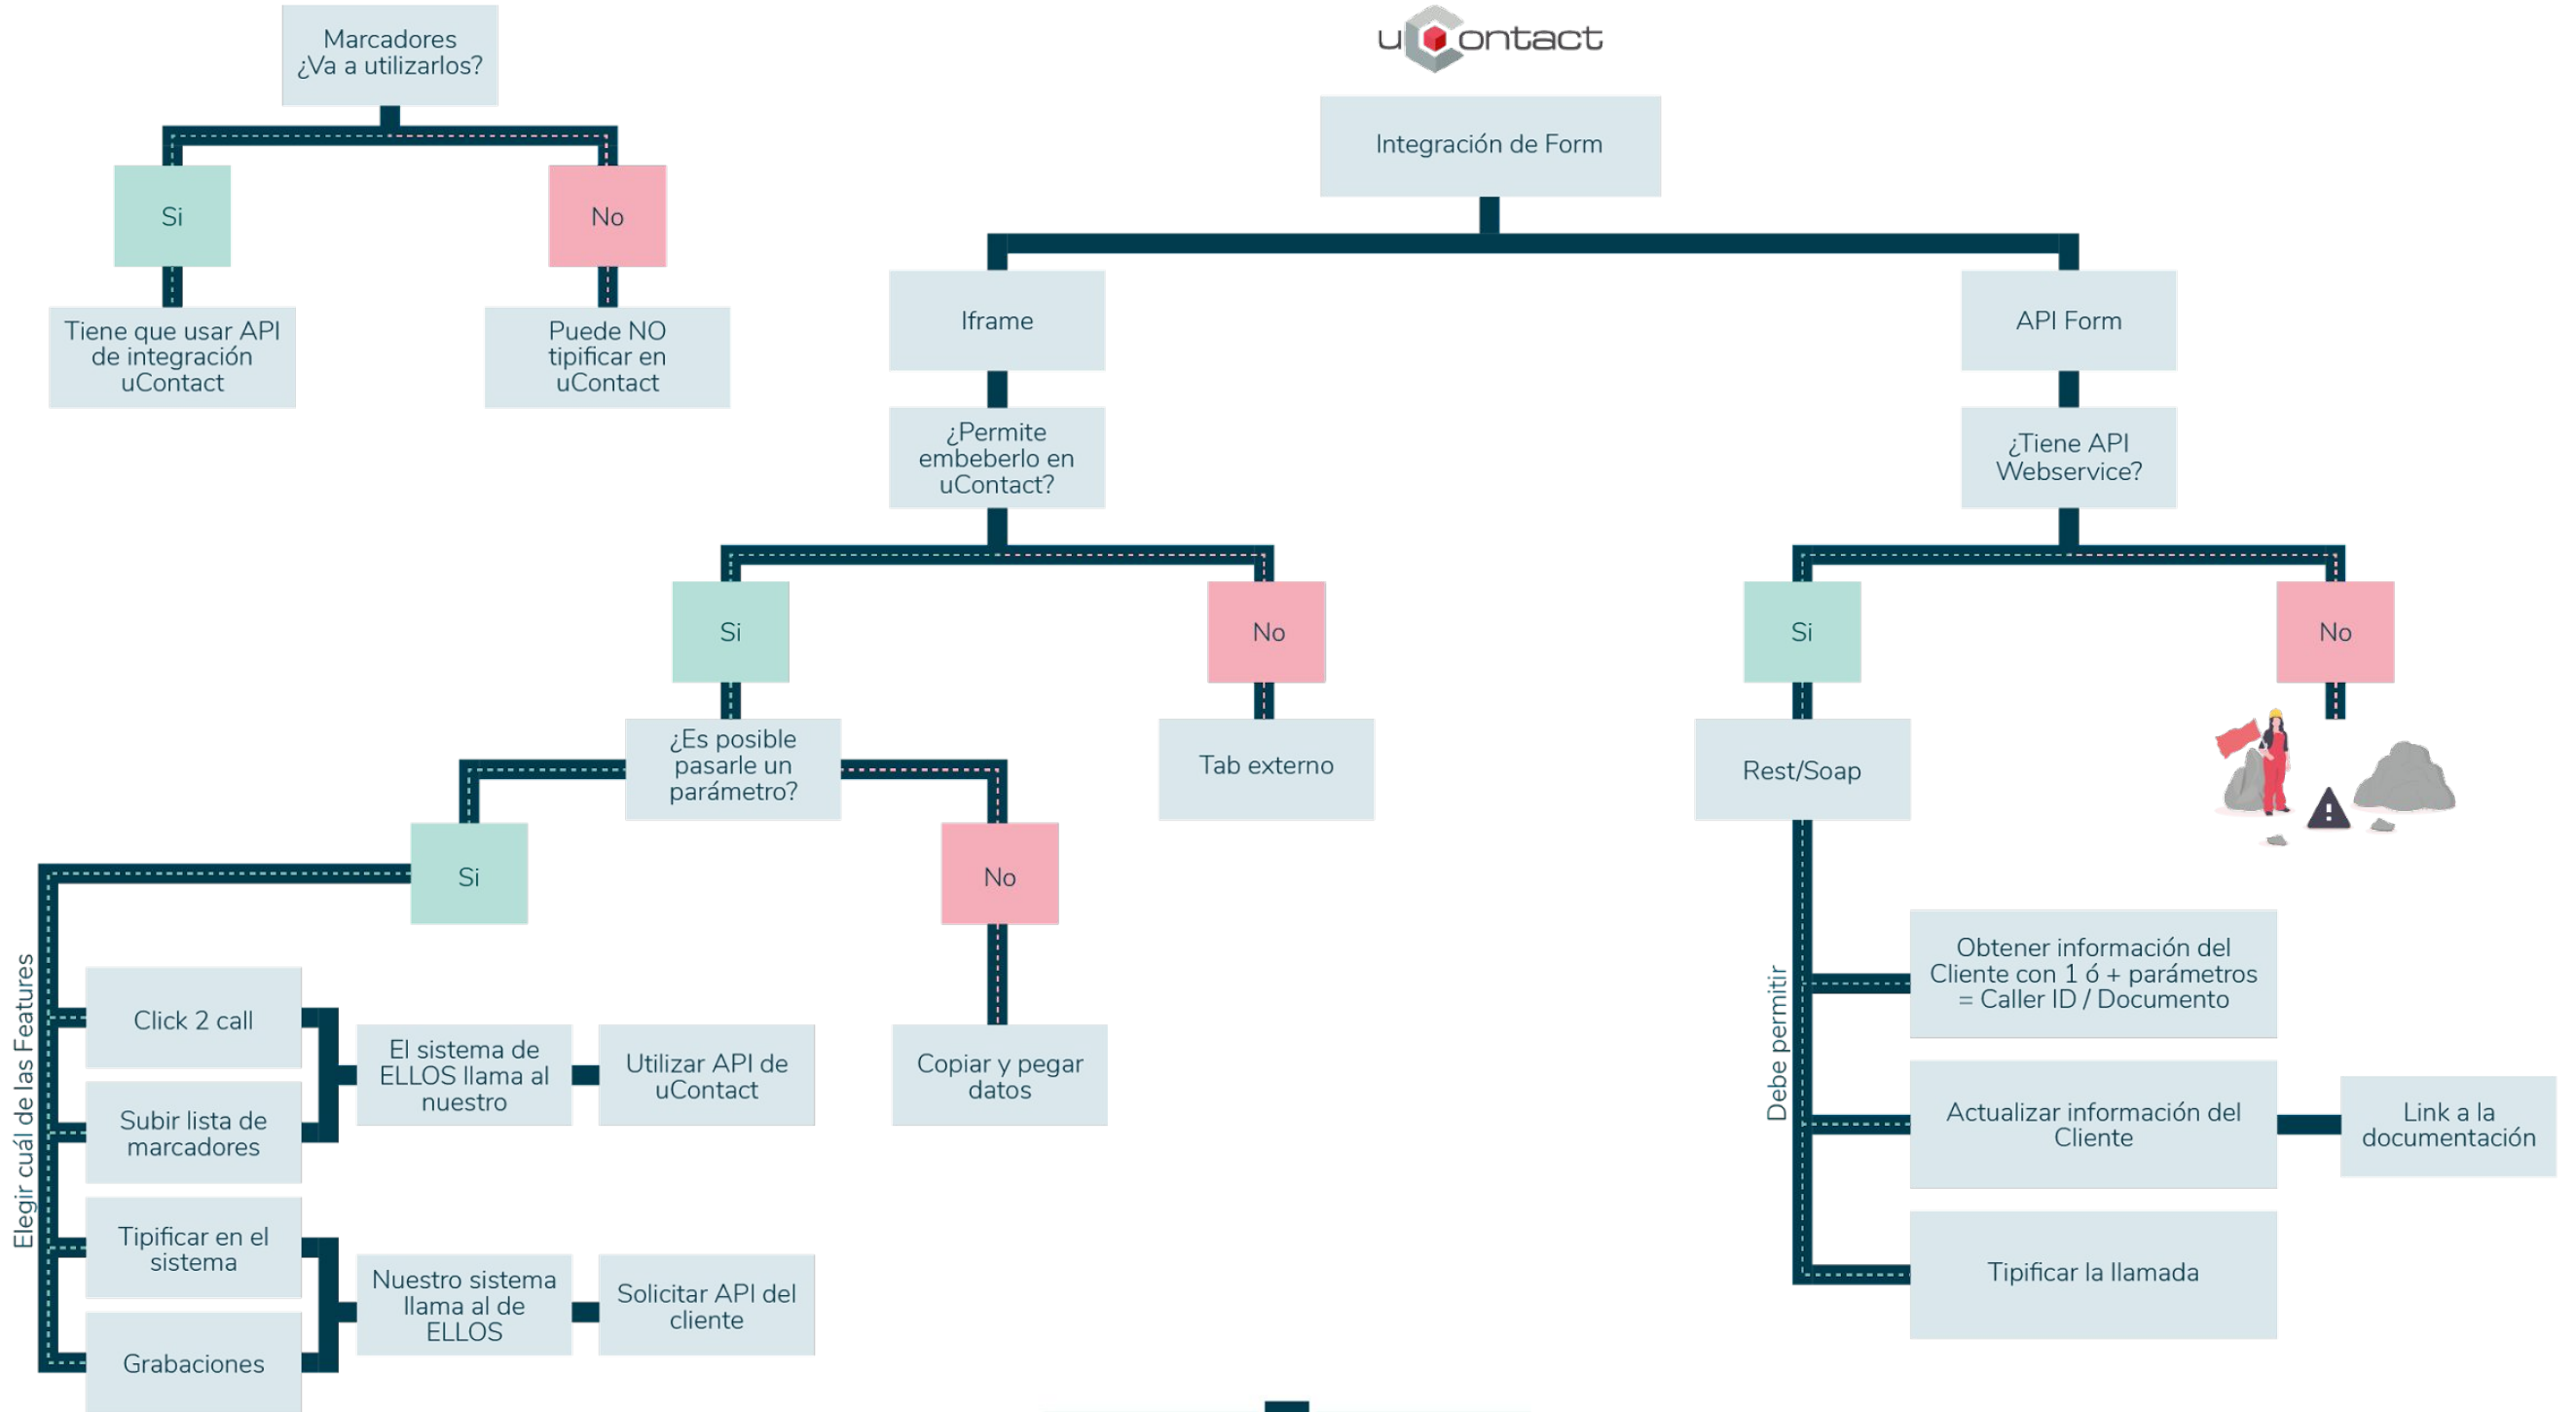 Marcadores
¿Va a utilizarlos?
Si
No
Tiene que usar API
de integración
uContact
Puede NO
tipificar en
uContact
uContact
Integración de Form
Iframe
API Form
¿Permite
embeberlo en
uContact?
¿Tiene API
Webservice?
Si
No
Si
No
¿Es posible
pasarle un
parámetro?
Tab externo
Rest/Soap
Si
No
Elegir cuál de las Features
Click 2 call
Subir lista de
marcadores
Tipificar en el
sistema
Grabaciones
El sistema de
ELLOS llama al
nuestro
Utilizar API de
uContact
Nuestro sistema
llama al de
ELLOS
Solicitar API del
cliente
Copiar y pegar
datos
Debe permitir
Obtener información del
Cliente con 1 ó + parámetros
= Caller ID / Documento
Actualizar información del
Cliente
Link a la
documentación
Tipificar la llamada